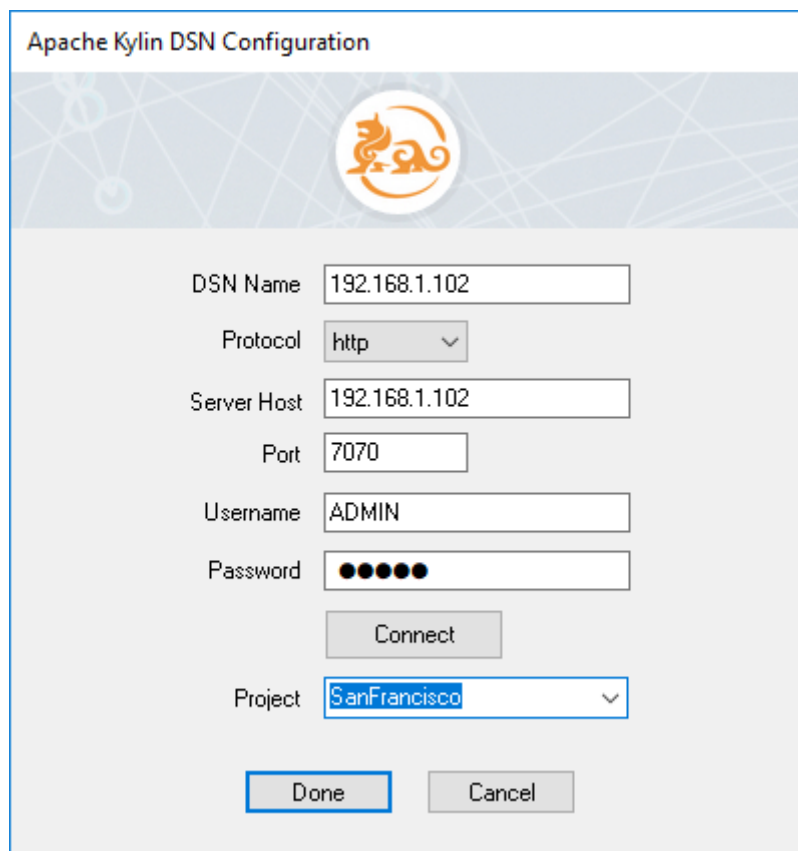 Apache Kylin DSN Configuration
DSN Name 192.168.1.102
Protocol http
Server Host 192.168.1.102
Port 7070
Username ADMIN
Password ●●●●●
Connect
Project SanFrancisco
Done Cancel